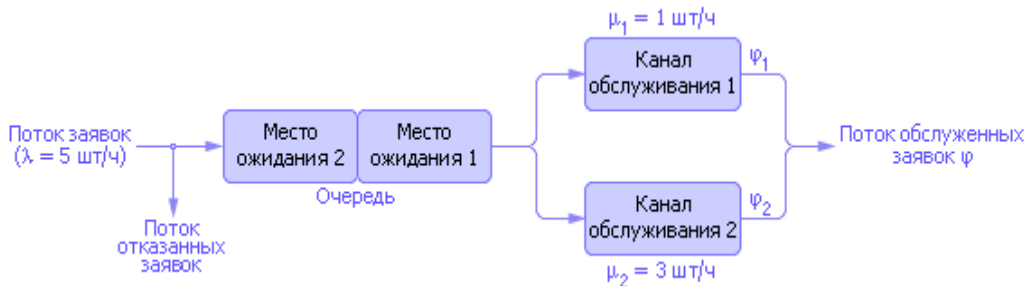 μ₁ = 1 шт/ч
Канал
обслуживания 1
φ₁
Поток заявок
(λ = 5 шт/ч)
Место
ожидания 2
Место
ожидания 1
Очередь
Поток обслуженных
заявок φ
Поток
отказанных
заявок
Канал
обслуживания 2
φ₂
μ₂ = 3 шт/ч